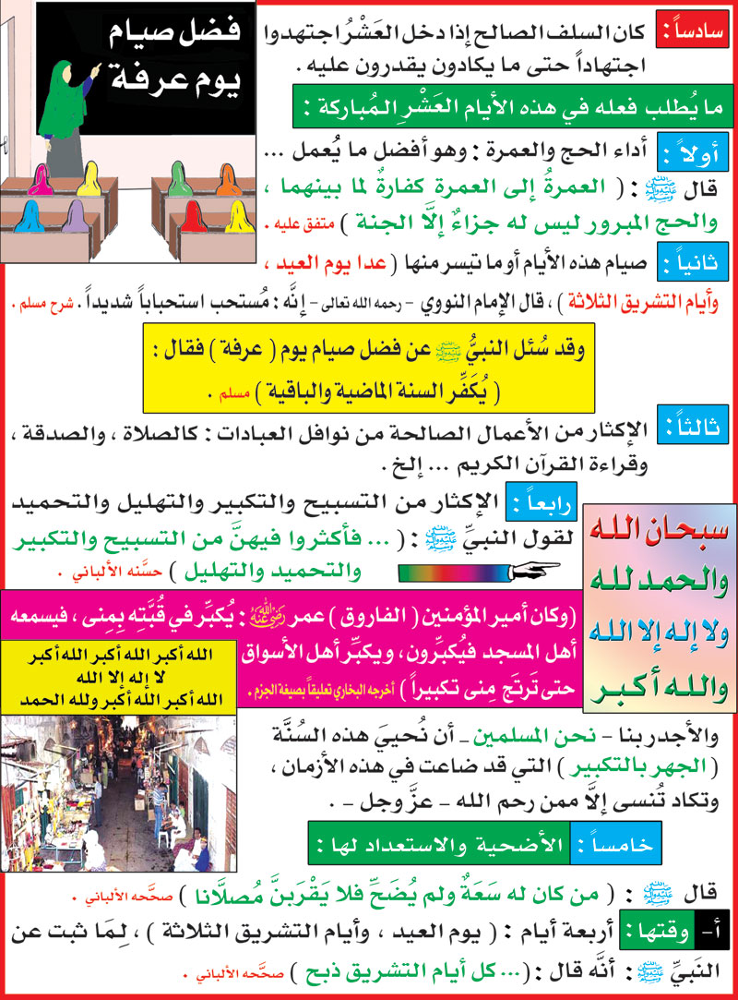 فضل صيام
يوم عرفة
سادساً : كان السلف الصالح إذا دخل العَشْرُ اجتهدوا
اجتهاداً حتى ما يكادون يقدرون عليه .
ما يُطلب فعله في هذه الأيام العَشْرِ المُباركة :
أولاً : أداء الحج والعمرة : وهو أفضل ما يُعمل ...
قال ﷺ : ( العمرةُ إلى العمرة كفارةٌ لما بينهما ،
والحج المبرور ليس له جزاءٌ إلَّا الجنة ) متفق عليه .
ثانياً : صيام هذه الأيام أو ما تيسر منها ( عدا يوم العيد ،
وأيام التشريق الثلاثة ) ، قال الإمام النووي - رحمه الله تعالى - إنَّه : مُستحب استحباباً شديداً . شرح مسلم .
وقد سُئل النبيُّ ﷺ عن فضل صيام يوم ( عرفة ) فقال :
( يُكَفِّر السنة الماضية والباقية ) مسلم .
ثالثاً : الإكثار من الأعمال الصالحة من نوافل العبادات : كالصلاة ، والصدقة ،
وقراءة القرآن الكريم ... إلخ .
رابعاً : الإكثار من التسبيح والتكبير والتهليل والتحميد
لقول النبيِّ ﷺ : ( ... فأكثروا فيهنَّ من التسبيح والتكبير
والتحميد والتهليل ) حسَّنه الألباني .
سبحان الله
والحمد لله
ولا إله إلا الله
والله أكبر
(وكان أمير المؤمنين ( الفاروق ) عمر رضي الله عنه : يُكبِّر في قُبَّتِه بِمِنى ، فيسمعه
أهل المسجد فيُكبِّرون ، ويكبِّر أهل الأسواق
حتى تَرتَج مِنى تكبيراً ) أخرجه البخاري تعليقاً بصيغة الجزم .
الله أكبر الله أكبر الله أكبر
لا إله إلا الله
الله أكبر الله أكبر ولله الحمد
والأجدر بنا - نحن المسلمين - أن نُحييَ هذه السُنَّة
( الجهر بالتكبير ) التي قد ضاعت في هذه الأزمان ،
وتكاد تُنسى إلَّا ممن رحم الله - عزَّ وجل - .
خامساً : الأضحية والاستعداد لها :
قال ﷺ : ( من كان له سَعَةٌ ولم يُضَحِّ فلا يَقْرَبنَّ مُصلَّانا ) صحَّحه الألباني .
أ- وقتها : أربعة أيام : ( يوم العيد ، وأيام التشريق الثلاثة ) ، لِمَا ثبت عن
النَبيِّ ﷺ : أنَّه قال : (... كل أيام التشريق ذبح ) صحَّحه الألباني .